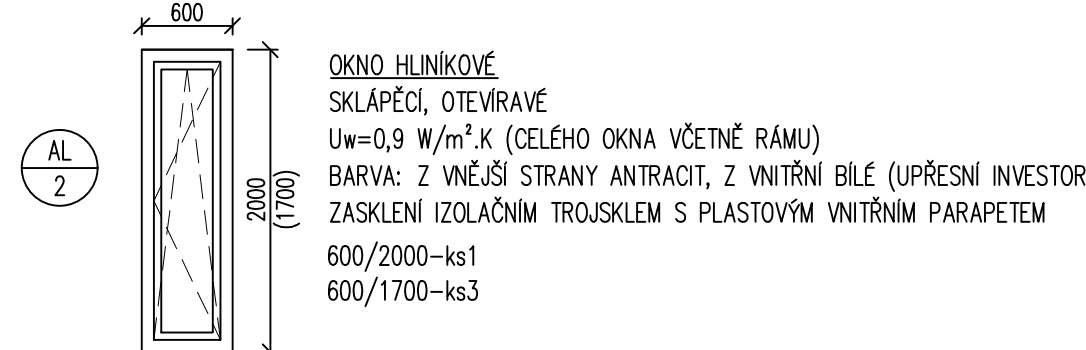 600
AL
2
2000
(1700)
OKNO HLINÍKOVÉ
SKLÁPĚCÍ, OTEVÍRAVÉ
Uw=0,9 W/m².K (CELÉHO OKNA VČETNĚ RÁMU)
BARVA: Z VNĚJŠÍ STRANY ANTRACIT, Z VNITŘNÍ BÍLÉ (UPŘESNÍ INVESTOR
ZASKLENÍ IZOLAČNÍM TROJSKLEM S PLASTOVÝM VNITŘNÍM PARAPETEM
600/2000-ks1
600/1700-ks3